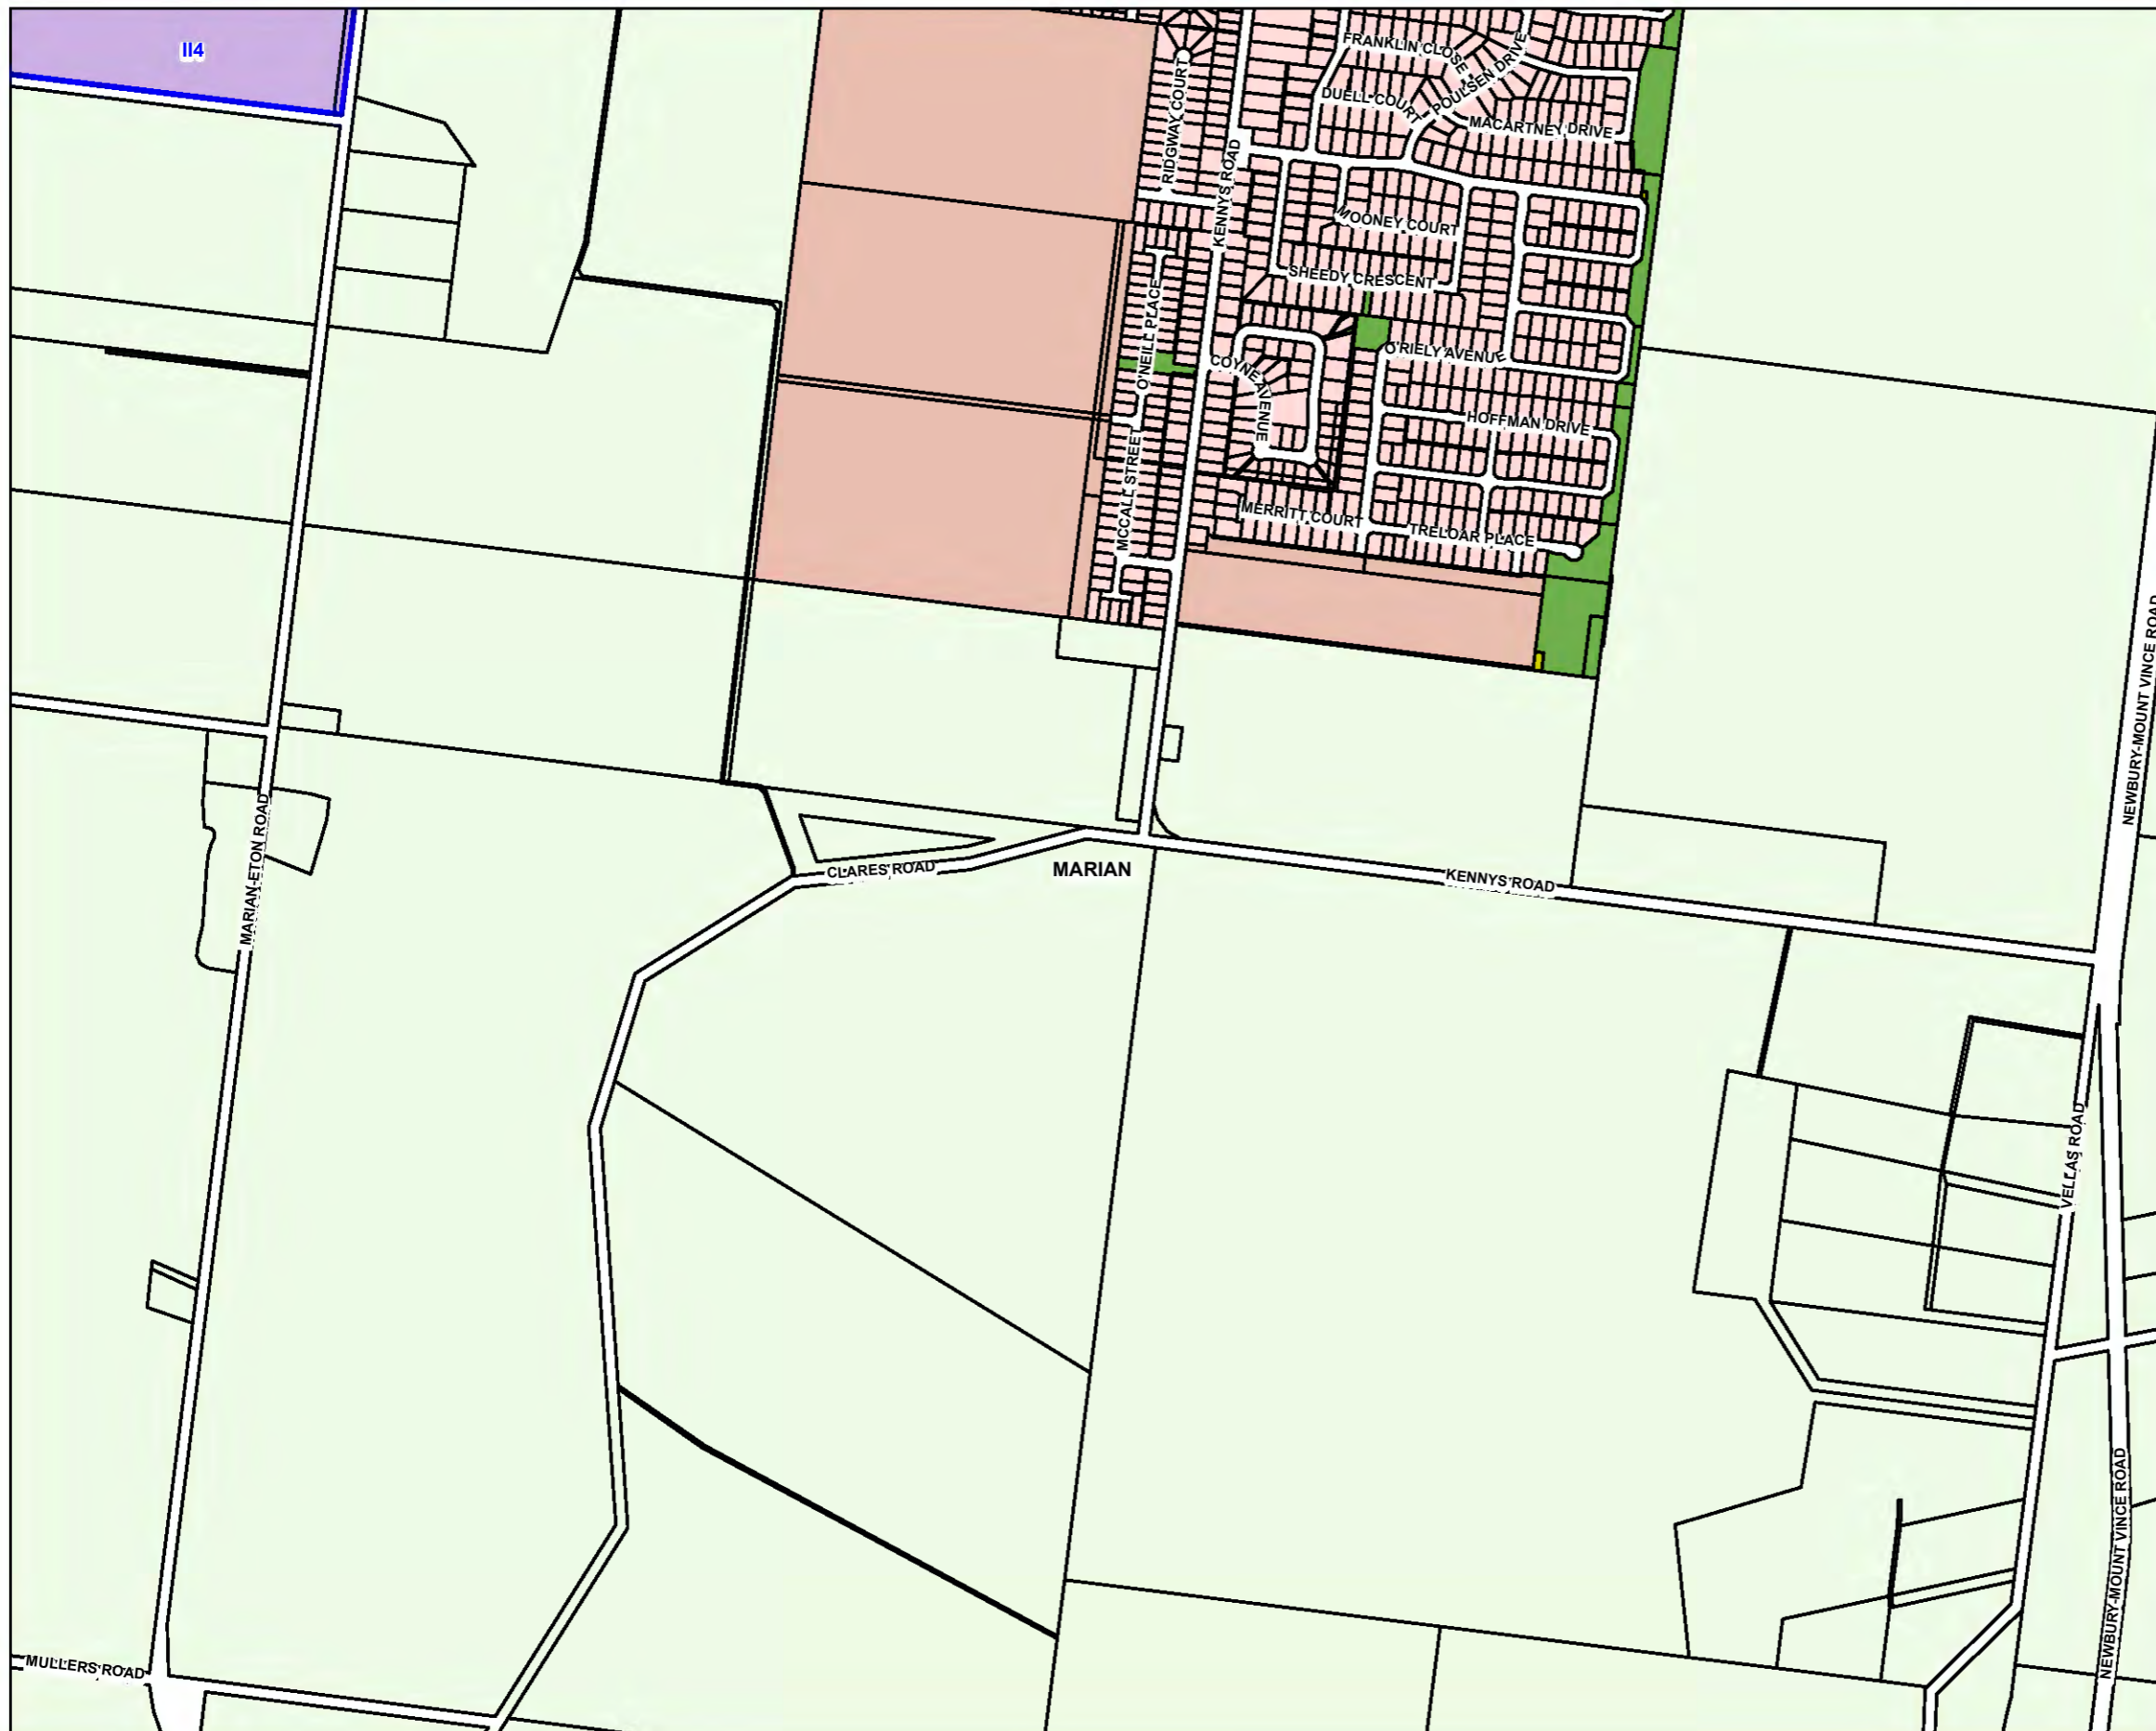 II4
FRANKLIN CLOSE
POULSEN DRIVE
DUELL COURT
MACARTNEY DRIVE
RIDGWAY COURT
KENNYS ROAD
MOONEY COURT
SHEEDY CRESCENT
O'NEILL PLACE
COYNE AVENUE
O'RIELY AVENUE
HOFFMAN DRIVE
MCCALL STREET
MERRITT COURT
TRELOAR PLACE
NEWBURY-MOUNT VINCE ROAD
MARIAN-ETON ROAD
CLARES ROAD
MARIAN
KENNYS ROAD
VELLAS ROAD
NEWBURY-MOUNT VINCE ROAD
MULLERS ROAD